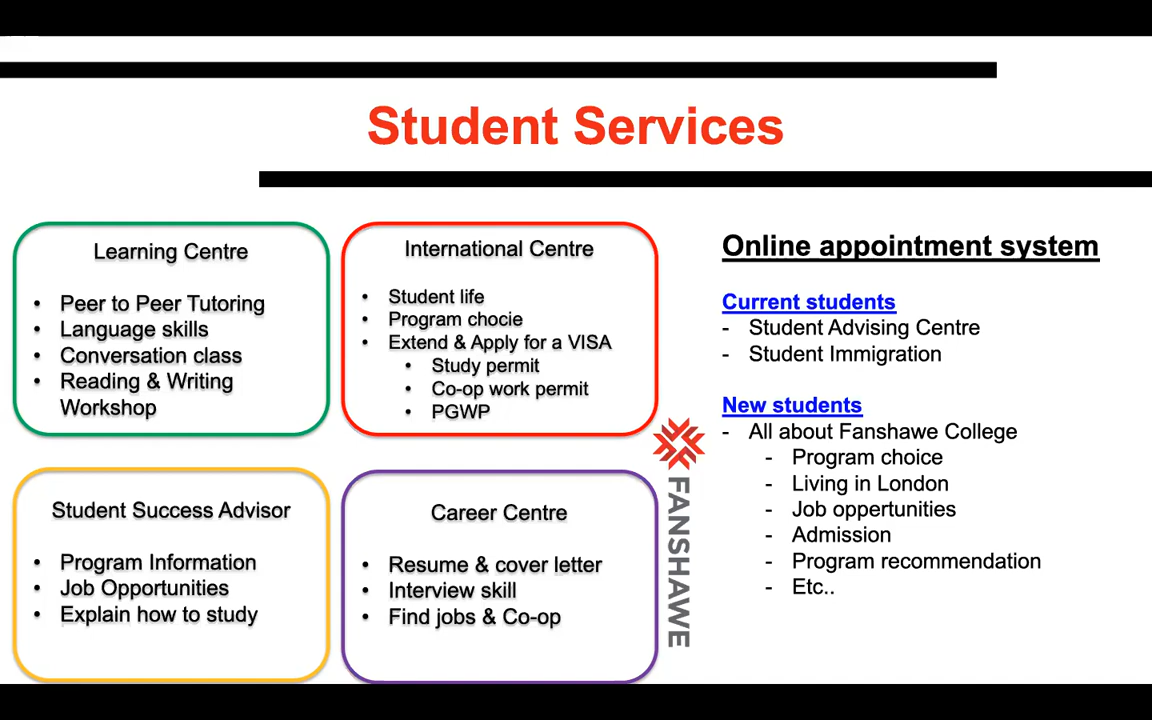 Student Services
Learning Centre
• Peer to Peer Tutoring
• Language skills
• Conversation class
• Reading & Writing
Workshop
International Centre
• Student life
• Program chocie
• Extend & Apply for a VISA
• Study permit
• Co-op work permit
• PGWP
Student Success Advisor
• Program Information
• Job Opportunities
• Explain how to study
Career Centre
• Resume & cover letter
• Interview skill
• Find jobs & Co-op
FANSHAWE
Online appointment system
Current students
- Student Advising Centre
- Student Immigration
New students
- All about Fanshawe College
- Program choice
- Living in London
- Job oppertunities
- Admission
- Program recommendation
- Etc..